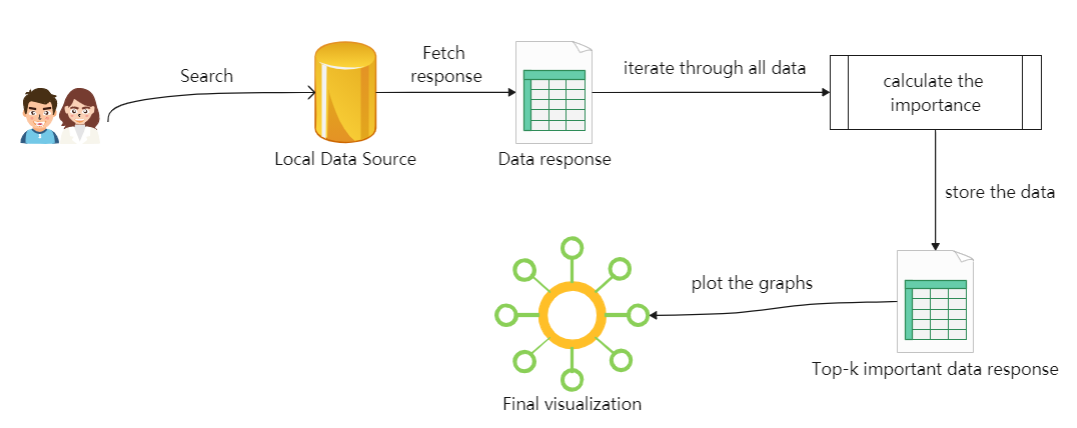 Search
Fetch
response
iterate through all data
calculate the
importance
Local Data Source
Data response
store the data
plot the graphs
Top-k important data response
Final visualization